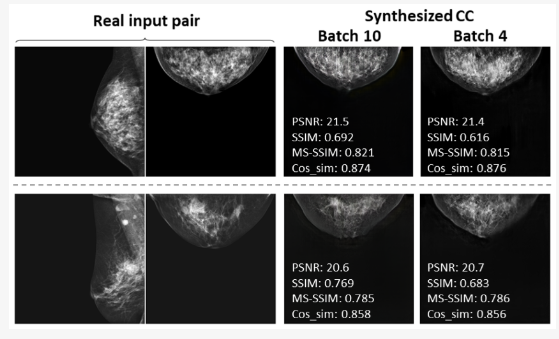 Real input pair
Synthesized CC
Batch 10
Batch 4
PSNR: 21.5
SSIM: 0.692
MS-SSIM: 0.821
Cos_sim: 0.874
PSNR: 21.4
SSIM: 0.616
MS-SSIM: 0.815
Cos_sim: 0.876
PSNR: 20.6
SSIM: 0.769
MS-SSIM: 0.785
Cos_sim: 0.858
PSNR: 20.7
SSIM: 0.683
MS-SSIM: 0.786
Cos_sim: 0.856